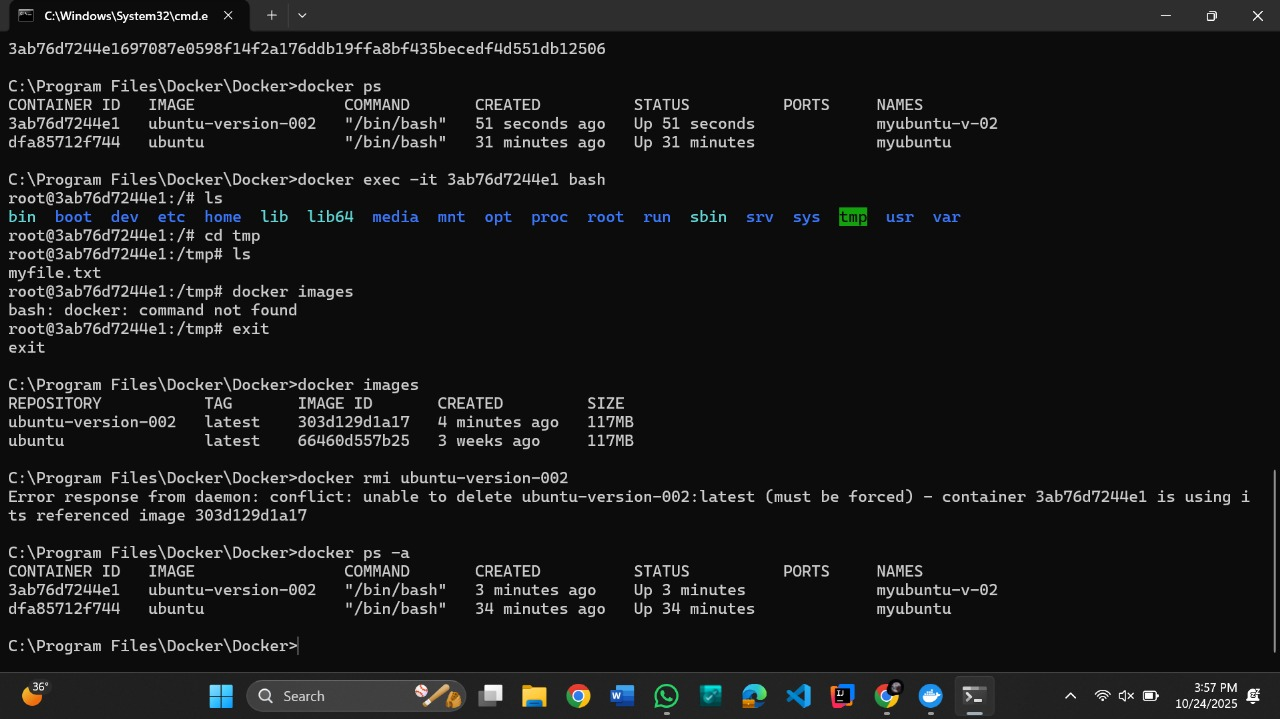 C:\Windows\System32\cmd.e
3ab76d7244e1697087e0598f14f2a176ddb19ffa8bf435becedf4d551db12506
C:\Program Files\Docker\Docker>docker ps
CONTAINER ID   IMAGE                COMMAND       CREATED          STATUS          PORTS     NAMES
3ab76d7244e1   ubuntu-version-002   "/bin/bash"   51 seconds ago   Up 51 seconds             myubuntu-v-02
dfa85712f744   ubuntu               "/bin/bash"   31 minutes ago   Up 31 minutes             myubuntu
C:\Program Files\Docker\Docker>docker exec -it 3ab76d7244e1 bash
root@3ab76d7244e1:/# ls
bin  boot  dev  etc  home  lib  lib64  media  mnt  opt  proc  root  run  sbin  srv  sys  tmp  usr  var
root@3ab76d7244e1:/# cd tmp
root@3ab76d7244e1:/tmp# ls
myfile.txt
root@3ab76d7244e1:/tmp# docker images
bash: docker: command not found
root@3ab76d7244e1:/tmp# exit
exit
C:\Program Files\Docker\Docker>docker images
REPOSITORY           TAG       IMAGE ID       CREATED         SIZE
ubuntu-version-002   latest    303d129d1a17   4 minutes ago   117MB
ubuntu               latest    66460d557b25   3 weeks ago     117MB
C:\Program Files\Docker\Docker>docker rmi ubuntu-version-002
Error response from daemon: conflict: unable to delete ubuntu-version-002:latest (must be forced) - container 3ab76d7244e1 is using i
ts referenced image 303d129d1a17
C:\Program Files\Docker\Docker>docker ps -a
CONTAINER ID   IMAGE                COMMAND       CREATED          STATUS          PORTS     NAMES
3ab76d7244e1   ubuntu-version-002   "/bin/bash"   3 minutes ago    Up 3 minutes              myubuntu-v-02
dfa85712f744   ubuntu               "/bin/bash"   34 minutes ago   Up 34 minutes             myubuntu
C:\Program Files\Docker\Docker>
36°
Search
3:57 PM
10/24/2025